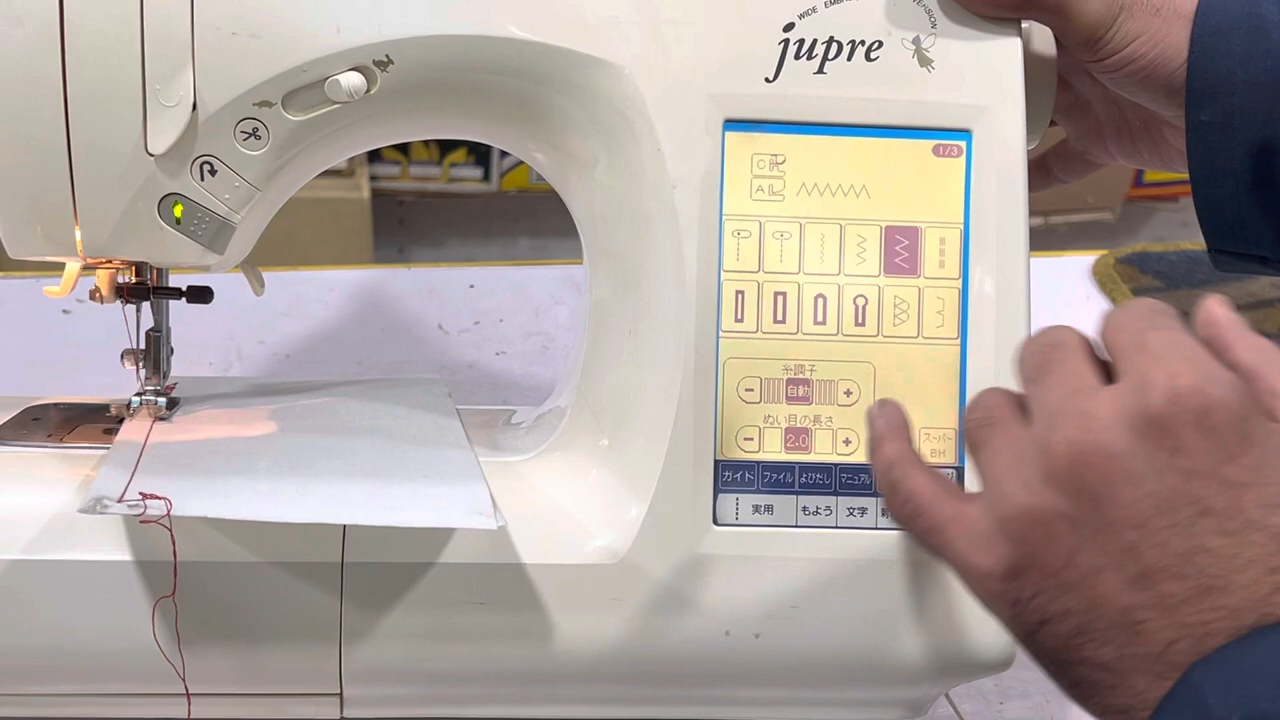 WIDE EMBR
VERSION
jupre
1/3
C
A
糸調子
自動
ぬい目の長さ
2.0
スーパー
BH
ガイド ファイル よびだし マニュアル
実用 もよう 文字